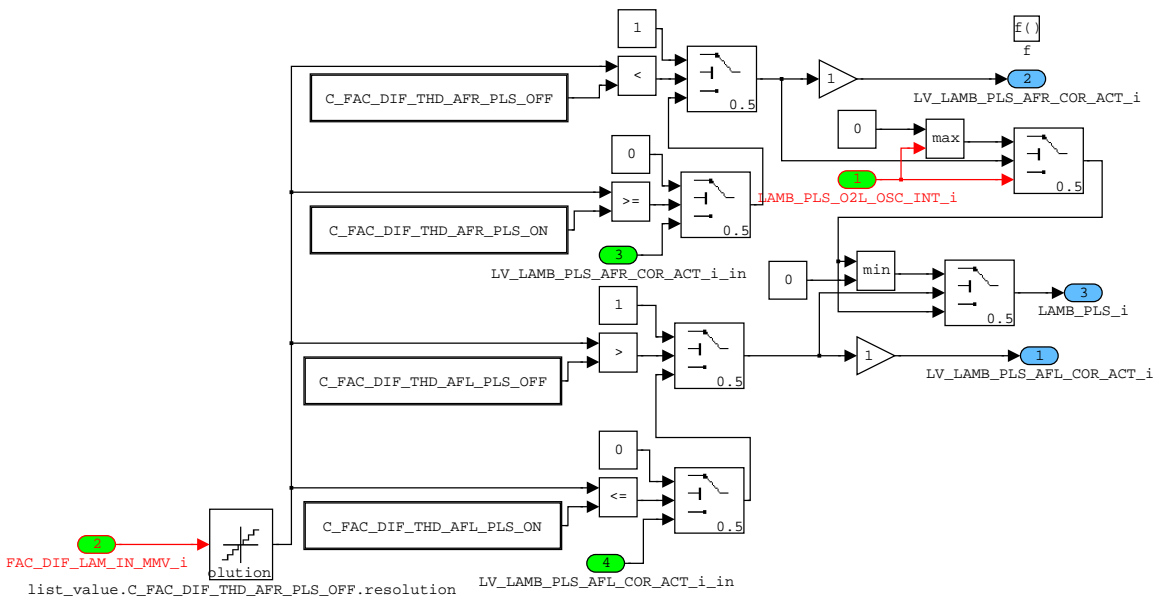 1
f()
f
<
C_FAC_DIF_THD_AFR_PLS_OFF
0.5
1
2
LV_LAMB_PLS_AFR_COR_ACT_i
0
max
0
>=
C_FAC_DIF_THD_AFR_PLS_ON
0.5
1
LAMB_PLS_O2L_OSC_INT_i
0.5
3
LV_LAMB_PLS_AFR_COR_ACT_i_in
0
min
0.5
3
LAMB_PLS_i
1
>
C_FAC_DIF_THD_AFL_PLS_OFF
0.5
1
1
LV_LAMB_PLS_AFL_COR_ACT_i
0
<=
C_FAC_DIF_THD_AFL_PLS_ON
0.5
2
FAC_DIF_LAM_IN_MMV_i
olution
4
LV_LAMB_PLS_AFL_COR_ACT_i_in
list_value.C_FAC_DIF_THD_AFR_PLS_OFF.resolution